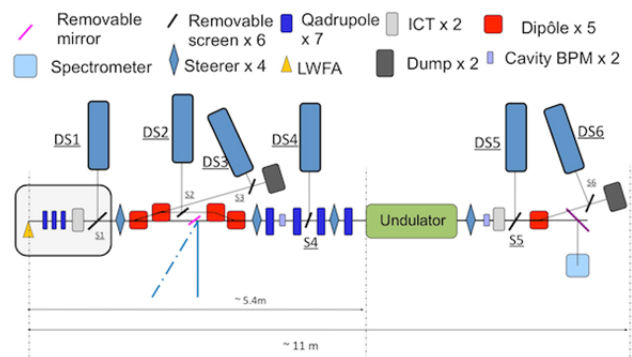 Removable mirror
Removable screen x 6
Qadrupole x 7
ICT x 2
Dipôle x 5
Spectrometer
Steerer x 4
LWFA
Dump x 2
Cavity BPM x 2
DS1
DS2
DS3
DS4
DS5
DS6
S1
S2
S3
S4
Undulator
S5
S6
~ 5.4m
~ 11 m